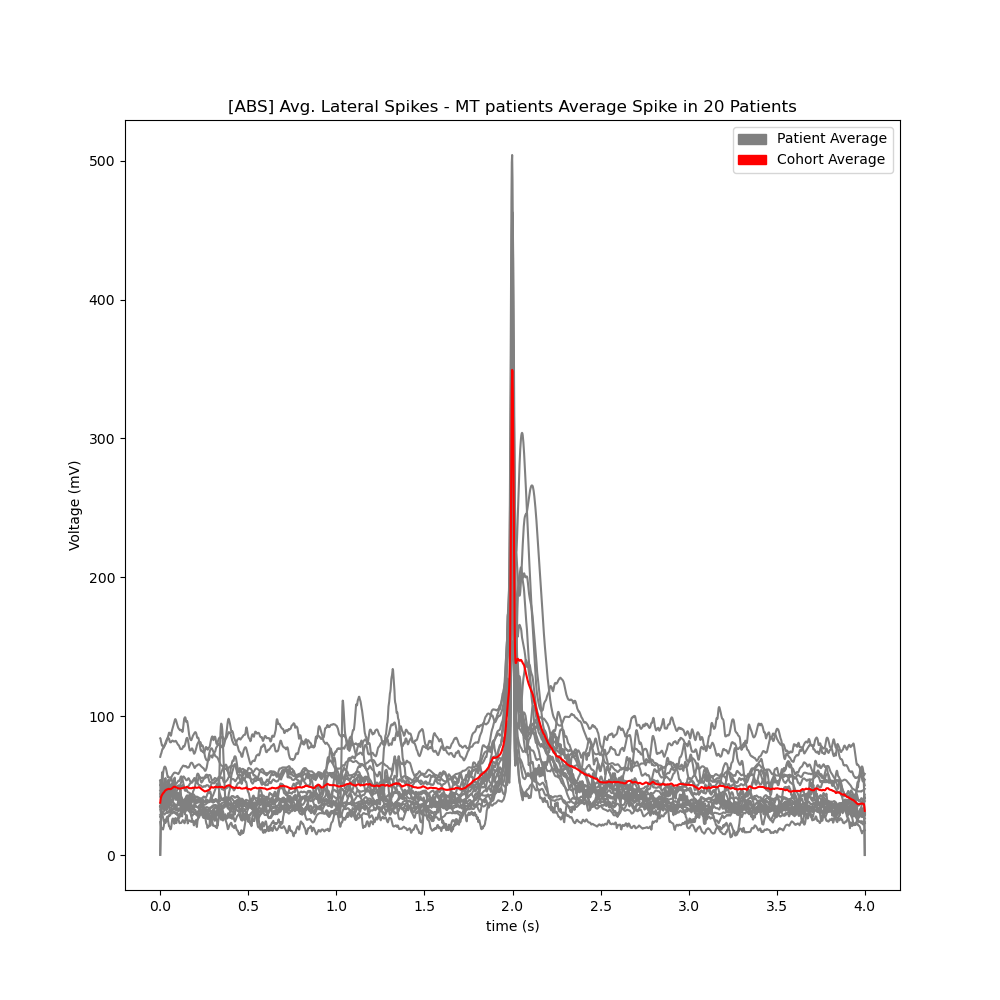 [ABS] Avg. Lateral Spikes - MT patients Average Spike in 20 Patients
Patient Average
Cohort Average
500
400
300
200
100
0
Voltage (mV)
0.0 0.5 1.0 1.5 2.0 2.5 3.0 3.5 4.0
time (s)